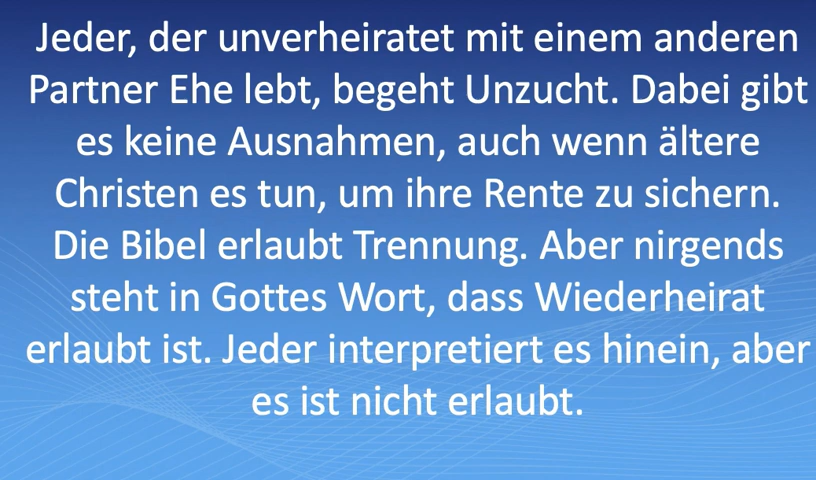 Jeder, der unverheiratet mit einem anderen
Partner Ehe lebt, begeht Unzucht. Dabei gibt
es keine Ausnahmen, auch wenn ältere
Christen es tun, um ihre Rente zu sichern.
Die Bibel erlaubt Trennung. Aber nirgends
steht in Gottes Wort, dass Wiederheirat
erlaubt ist. Jeder interpretiert es hinein, aber
es ist nicht erlaubt.